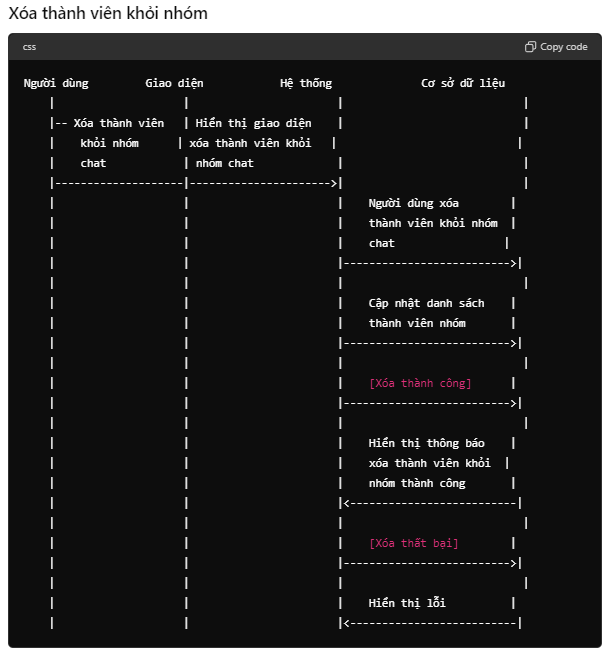 Xóa thành viên khỏi nhóm
css Copy code
Người dùng Giao diện Hệ thống Cơ sở dữ liệu
| | | |
|-- Xóa thành viên | Hiển thị giao diện | |
| khỏi nhóm | xóa thành viên khỏi | |
| chat | nhóm chat | |
|-------------------|--------------------->| |
| | | Người dùng xóa |
| | | thành viên khỏi nhóm |
| | | chat |
| | |------------------------->|
| | | |
| | | Cập nhật danh sách |
| | | thành viên nhóm |
| | |------------------------->|
| | | |
| | | [Xóa thành công] |
| | |------------------------->|
| | | |
| | | Hiển thị thông báo |
| | | xóa thành viên khỏi |
| | | nhóm thành công |
| | |<-------------------------|
| | | |
| | | [Xóa thất bại] |
| | |------------------------->|
| | | |
| | | Hiển thị lỗi |
| | |<-------------------------|